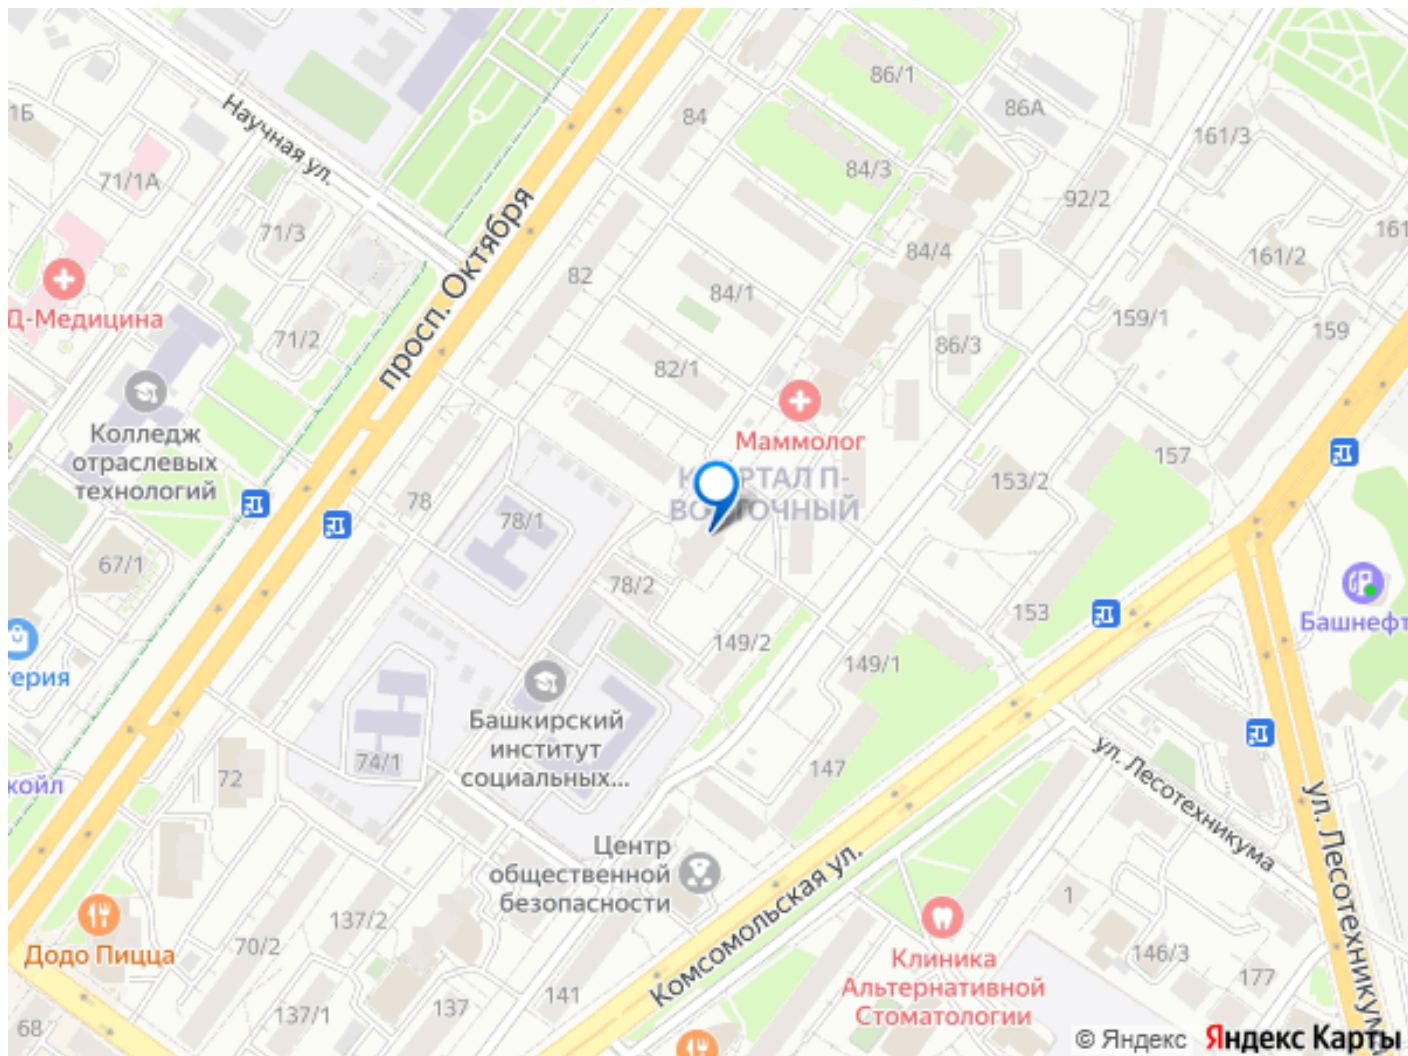 1Б
Научная ул.
71/1А
71/3
71/2
просп. Октября
84
86/1
86А
161/3
84/3
92/2
82
84/4
161/2
161
84/1
Д-Медицина
159/1
159
86/3
82/1
Маммолог
Колледж
отраслевых
технологий
157
КВАРТАЛ П-
ВОСТОЧНЫЙ
153/2
78
78/1
67/1
78/2
153
Башнефт
149/2
149/1
ерия
Башкирский
институт
социальных...
74/1
72
147
койл
ул. Лесотехникума
ул. Лесотехникума
Центр
общественной
безопасности
Комсомольская ул.
1
137/2
70/2
Додо Пицца
Клиника
Альтернативной
Стоматологии
146/3
177
141
137
137/1
68
© Яндекс Яндекс Карты